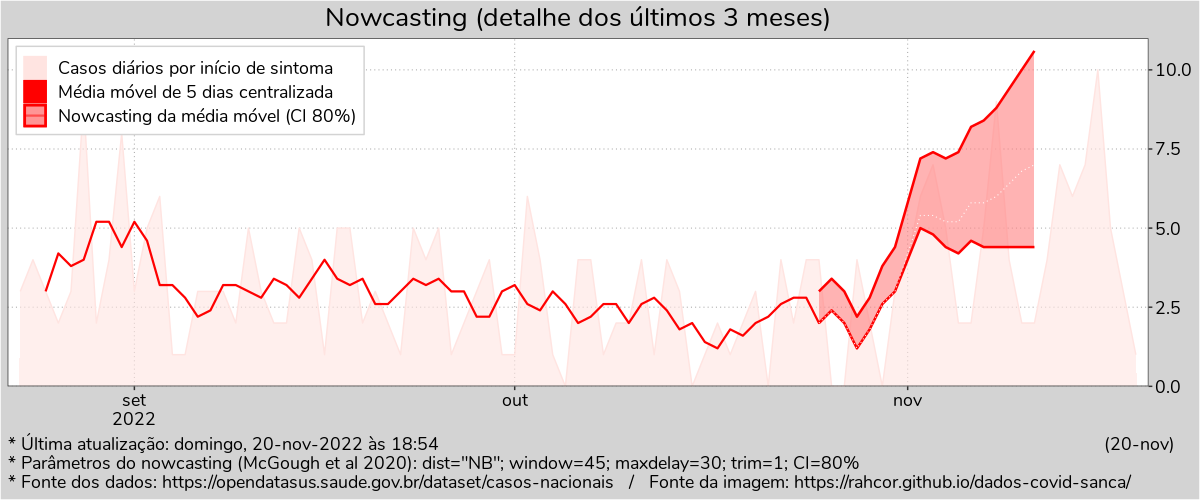 Nowcasting (detalhe dos últimos 3 meses)
Casos diários por início de sintoma
Média móvel de 5 dias centralizada
Nowcasting da média móvel (CI 80%)
10.0
7.5
5.0
2.5
0.0
set
2022
out
nov
* Última atualização: domingo, 20-nov-2022 às 18:54
(20-nov)
* Parâmetros do nowcasting (McGough et al 2020): dist="NB"; window=45; maxdelay=30; trim=1; CI=80%
* Fonte dos dados: https://opendatasus.saude.gov.br/dataset/casos-nacionais / Fonte da imagem: https://rahcor.github.io/dados-covid-sanca/